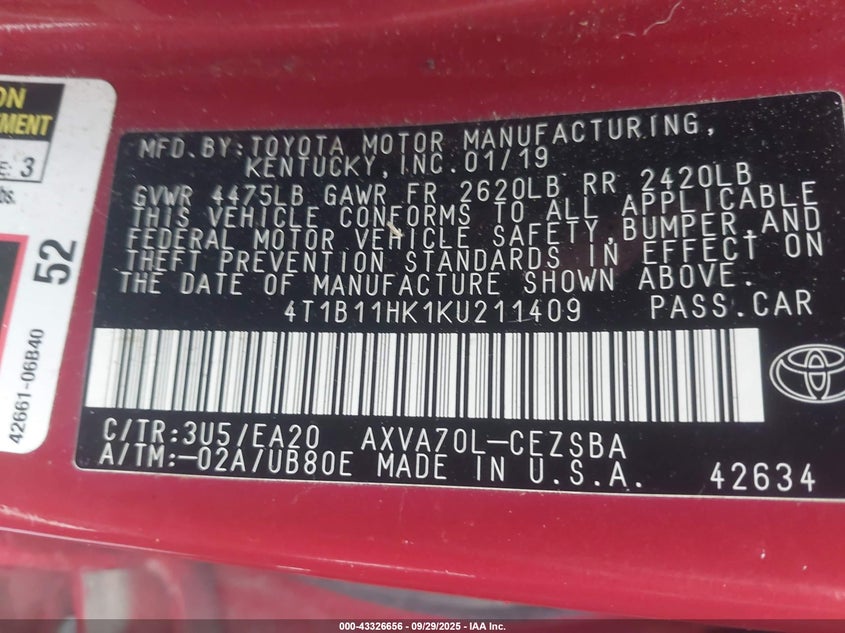 ON
EMENT
E: 3
bs.
52
42661-06B40
MFD.BY:TOYOTA MOTOR MANUFACTURING,
KENTUCKY,INC.01/19
GVWR 4475LB GAWR FR 2620LB RR 2420LB
THIS VEHICLE CONFORMS TO ALL APPLICABLE
FEDERAL MOTOR VEHICLE SAFETY,BUMPER,AND
THEFT PREVENTION STANDARDS IN EFFECT ON
THE DATE OF MANUFACTURE SHOWN ABOVE.
4T1B11HK1KU211409 PASS.CAR
C/TR:3U5/EA20 AXVA70L-CEZSBA
A/TM:-02A/UB80E MADE IN U.S.A. 42634
000-43326656 - 09/29/2025 - IAA Inc.